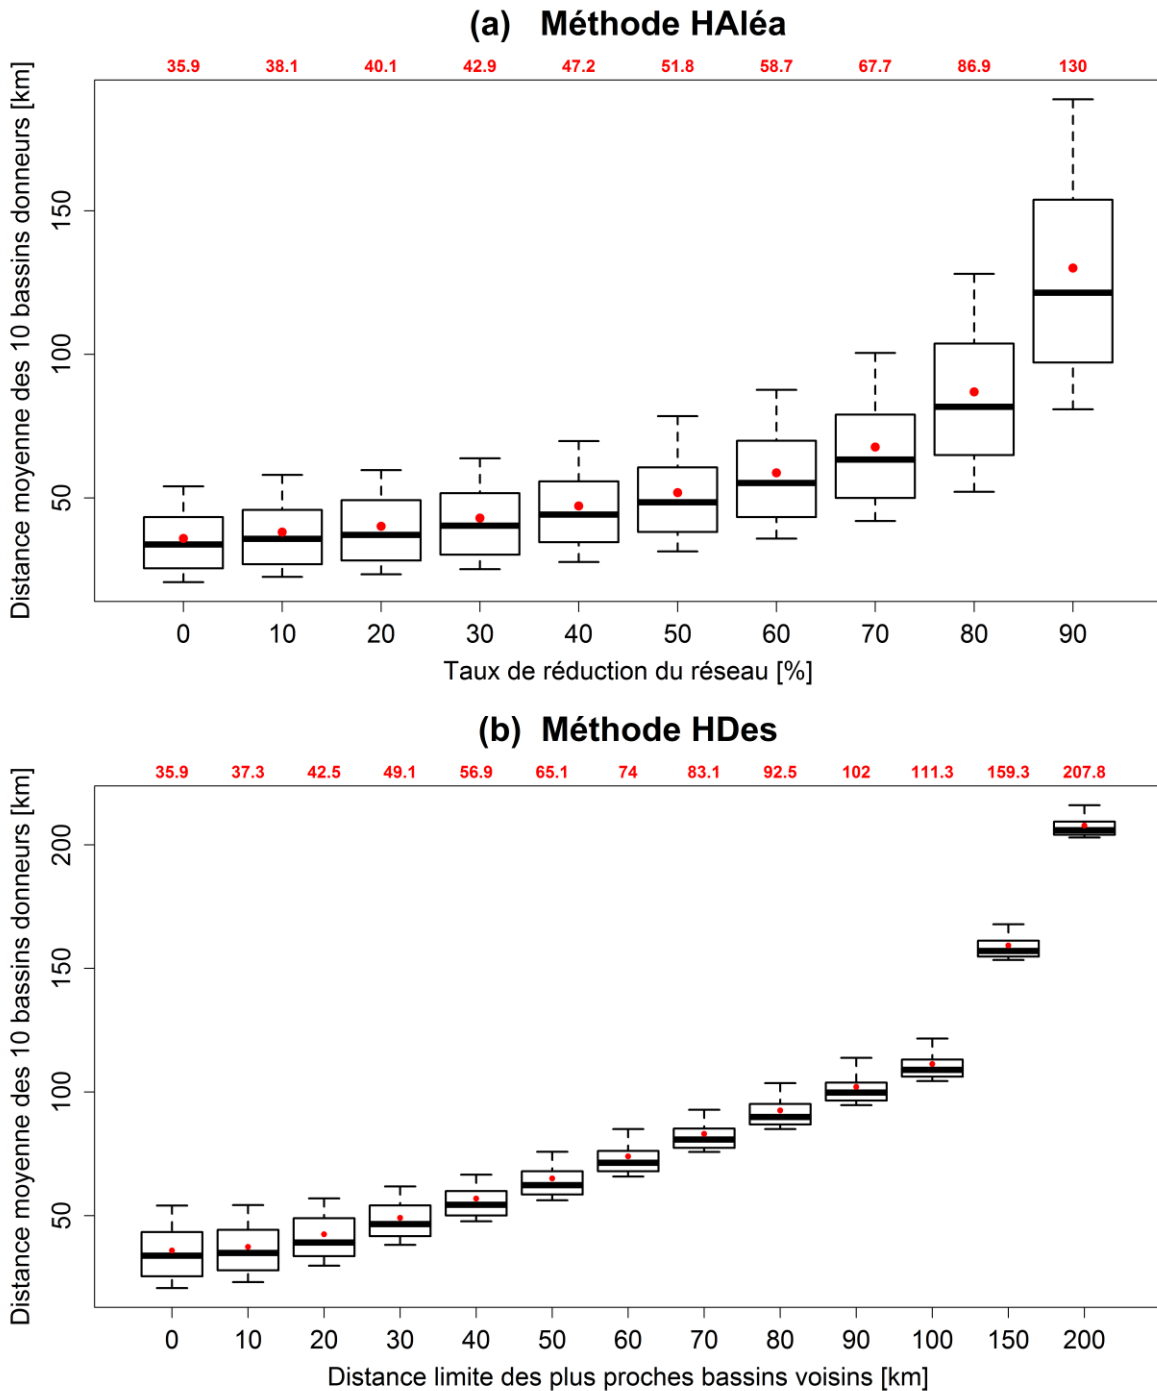 (a) Méthode HAléa
35.9 38.1 40.1 42.9 47.2 51.8 58.7 67.7 86.9 130
Distance moyenne des 10 bassins donneurs [km]
150
100
50
0 10 20 30 40 50 60 70 80 90
Taux de réduction du réseau [%]
(b) Méthode HDes
35.9 37.3 42.5 49.1 56.9 65.1 74 83.1 92.5 102 111.3 159.3 207.8
Distance moyenne des 10 bassins donneurs [km]
200
150
100
50
0 10 20 30 40 50 60 70 80 90 100 150 200
Distance limite des plus proches bassins voisins [km]